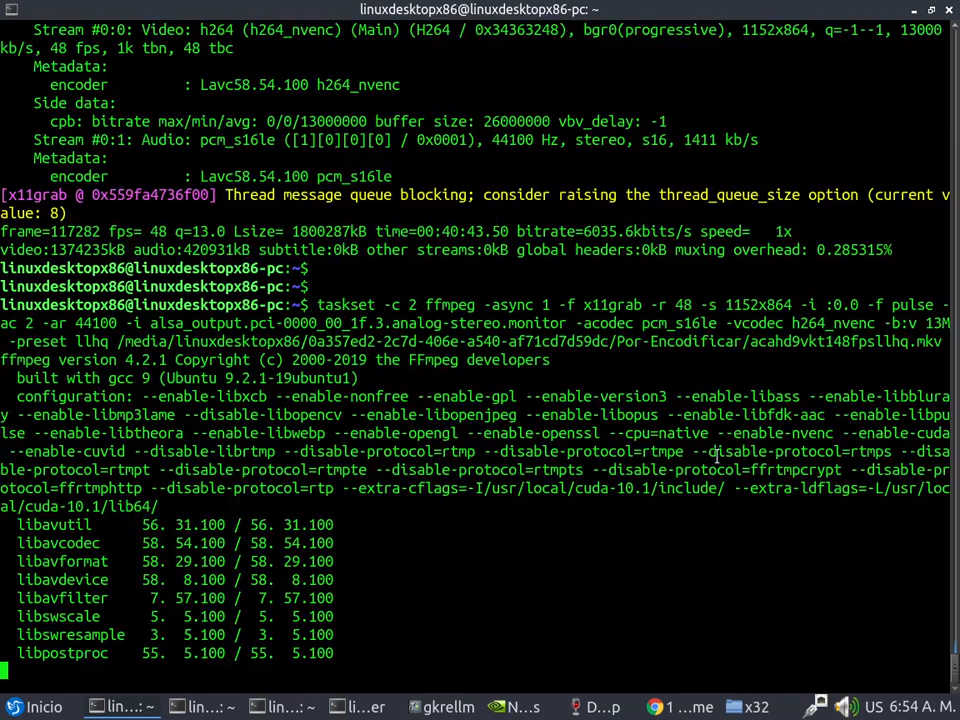 linuxdesktopx86@linuxdesktopx86-pc: ~
    Stream #0:0: Video: h264 (h264_nvenc) (Main) (H264 / 0x34363248), bgr0(progressive), 1152x864, q=-1--1, 13000
kb/s, 48 fps, 1k tbn, 48 tbc
    Metadata:
      encoder         : Lavc58.54.100 h264_nvenc
    Side data:
      cpb: bitrate max/min/avg: 0/0/13000000 buffer size: 26000000 vbv_delay: -1
    Stream #0:1: Audio: pcm_s16le ([1][0][0][0] / 0x0001), 44100 Hz, stereo, s16, 1411 kb/s
    Metadata:
      encoder         : Lavc58.54.100 pcm_s16le
[x11grab @ 0x559fa4736f00] Thread message queue blocking; consider raising the thread_queue_size option (current v
alue: 8)
frame=117282 fps= 48 q=13.0 Lsize= 1800287kB time=00:40:43.50 bitrate=6035.6kbits/s speed=   1x
video:1374235kB audio:420931kB subtitle:0kB other streams:0kB global headers:0kB muxing overhead: 0.285315%
linuxdesktopx86@linuxdesktopx86-pc:~$
linuxdesktopx86@linuxdesktopx86-pc:~$
linuxdesktopx86@linuxdesktopx86-pc:~$ taskset -c 2 ffmpeg -async 1 -f x11grab -r 48 -s 1152x864 -i :0.0 -f pulse -
ac 2 -ar 44100 -i alsa_output.pci-0000_00_1f.3.analog-stereo.monitor -acodec pcm_s16le -vcodec h264_nvenc -b:v 13M
 -preset llhq /media/linuxdesktopx86/0a357ed2-2c7d-406e-a540-af71cd7d59dc/Por-Encodificar/acahd9vkt148fpsllhq.mkv
ffmpeg version 4.2.1 Copyright (c) 2000-2019 the FFmpeg developers
  built with gcc 9 (Ubuntu 9.2.1-19ubuntu1)
  configuration: --enable-libxcb --enable-nonfree --enable-gpl --enable-version3 --enable-libass --enable-libblura
y --enable-libmp3lame --disable-libopencv --enable-libopenjpeg --enable-libopus --enable-libfdk-aac --enable-libpu
lse --enable-libtheora --enable-libwebp --enable-opengl --enable-openssl --cpu=native --enable-nvenc --enable-cuda
 --enable-cuvid --disable-librtmp --disable-protocol=rtmp --disable-protocol=rtmpe --disable-protocol=rtmps --disa
ble-protocol=rtmpt --disable-protocol=rtmpte --disable-protocol=rtmpts --disable-protocol=ffrtmpcrypt --disable-pr
otocol=ffrtmphttp --disable-protocol=rtp --extra-cflags=-I/usr/local/cuda-10.1/include/ --extra-ldflags=-L/usr/loc
al/cuda-10.1/lib64/
  libavutil      56. 31.100 / 56. 31.100
  libavcodec     58. 54.100 / 58. 54.100
  libavformat    58. 29.100 / 58. 29.100
  libavdevice    58.  8.100 / 58.  8.100
  libavfilter     7. 57.100 /  7. 57.100
  libswscale      5.  5.100 /  5.  5.100
  libswresample   3.  5.100 /  3.  5.100
  libpostproc    55.  5.100 / 55.  5.100
Inicio lin...: ~ lin...: ~ lin...: ~ li...er gkrellm N...s D...p 1 ...me x32 US 6:54 A. M.